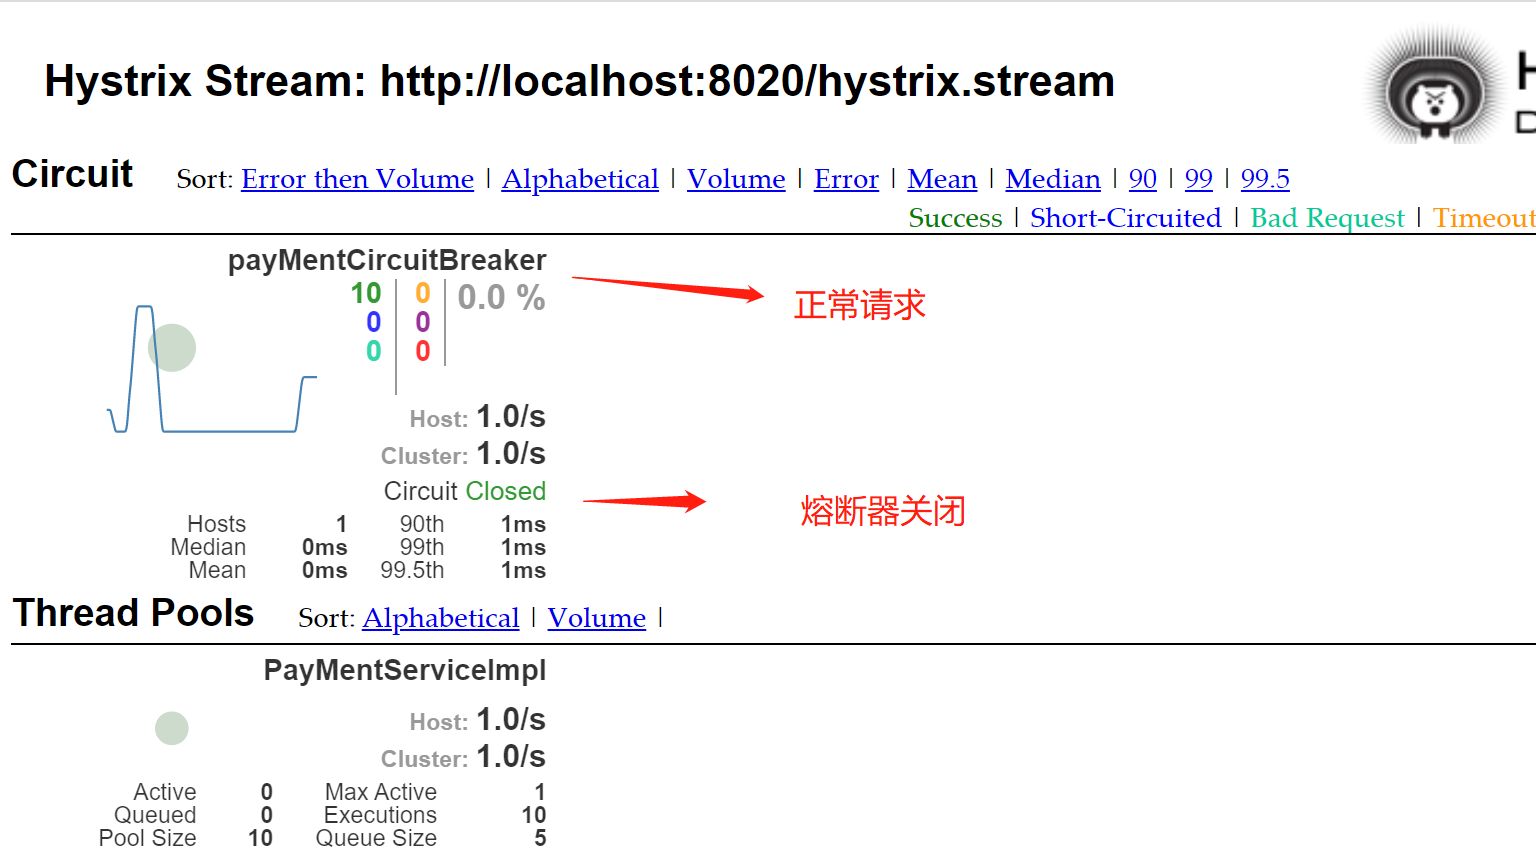 Hystrix Stream: http://localhost:8020/hystrix.stream
H
D
Circuit Sort: Error then Volume | Alphabetical | Volume | Error | Mean | Median | 90 | 99 | 99.5
Success | Short-Circuited | Bad Request | Timeout
payMentCircuitBreaker
10 0 0.0 %
0 0
0 0
正常请求
Host: 1.0/s
Cluster: 1.0/s
Circuit Closed
熔断器关闭
Hosts 1 90th 1ms
Median 0ms 99th 1ms
Mean 0ms 99.5th 1ms
Thread Pools Sort: Alphabetical | Volume |
PayMentServiceImpl
Host: 1.0/s
Cluster: 1.0/s
Active 0 Max Active 1
Queued 0 Executions 10
Pool Size 10 Queue Size 5